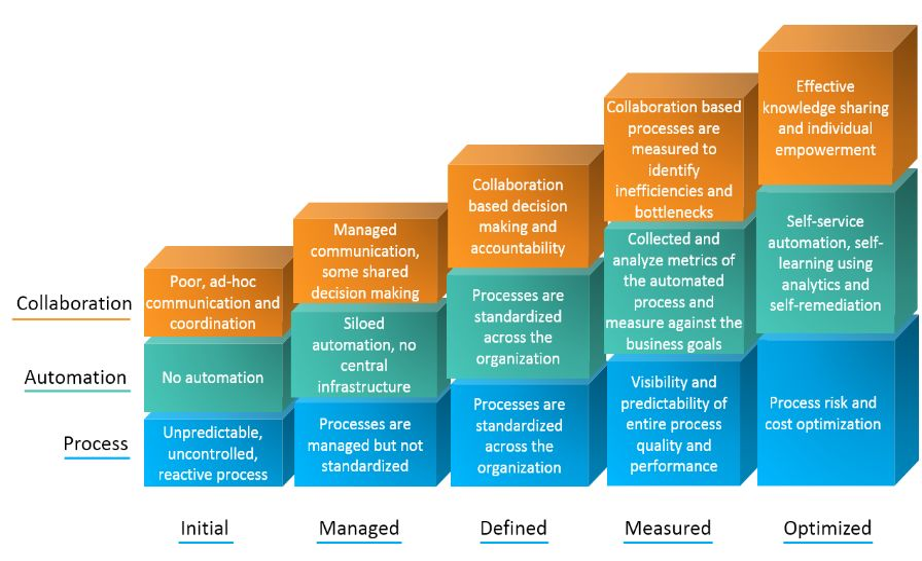 Effective
knowledge sharing
and individual
empowerment
Collaboration based
processes are
measured to
identify
inefficiencies and
bottlenecks
Collaboration
based decision
making and
accountability
Managed
communication,
some shared
decision making
Poor, ad-hoc
communication and
coordination
Collaboration
Self-service
automation, self-
learning using
analytics and
self-remediation
Collected and
analyze metrics of
the automated
process and
measure against the
business goals
Processes are
standardized
across the
organization
Siloed
automation, no
central
infrastructure
No automation
Automation
Process risk and
cost optimization
Visibility and
predictability of
entire process
quality and
performance
Processes are
standardized
across the
organization
Processes are
managed but not
standardized
Unpredictable,
uncontrolled,
reactive process
Process
Initial
Managed
Defined
Measured
Optimized